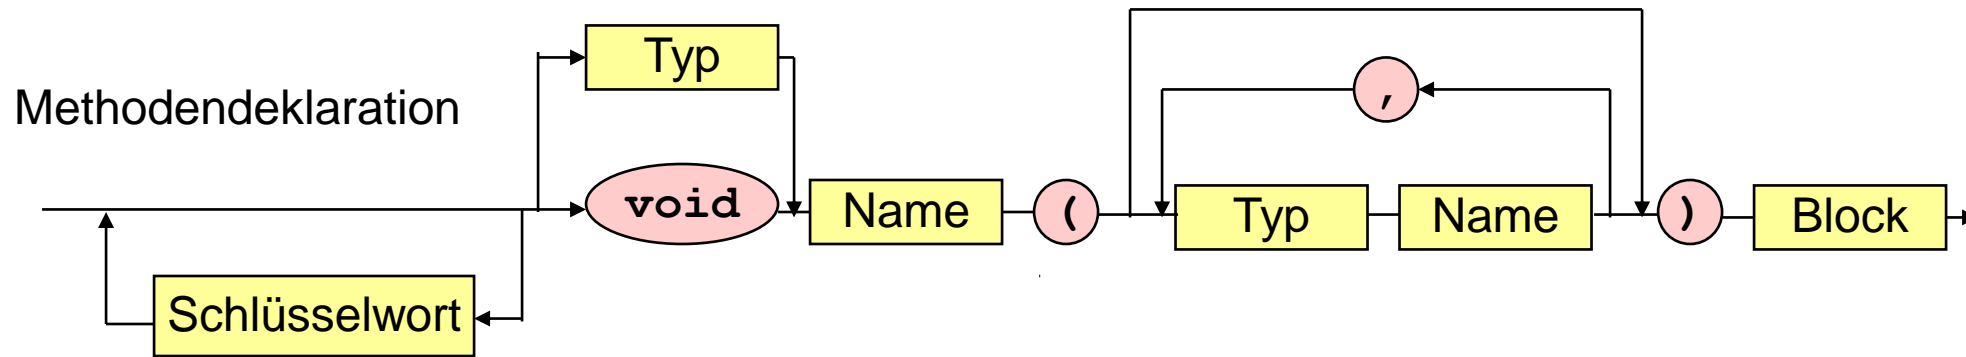 Typ
Methodendeklaration
,
void Name ( Typ Name ) Block
Schlüsselwort